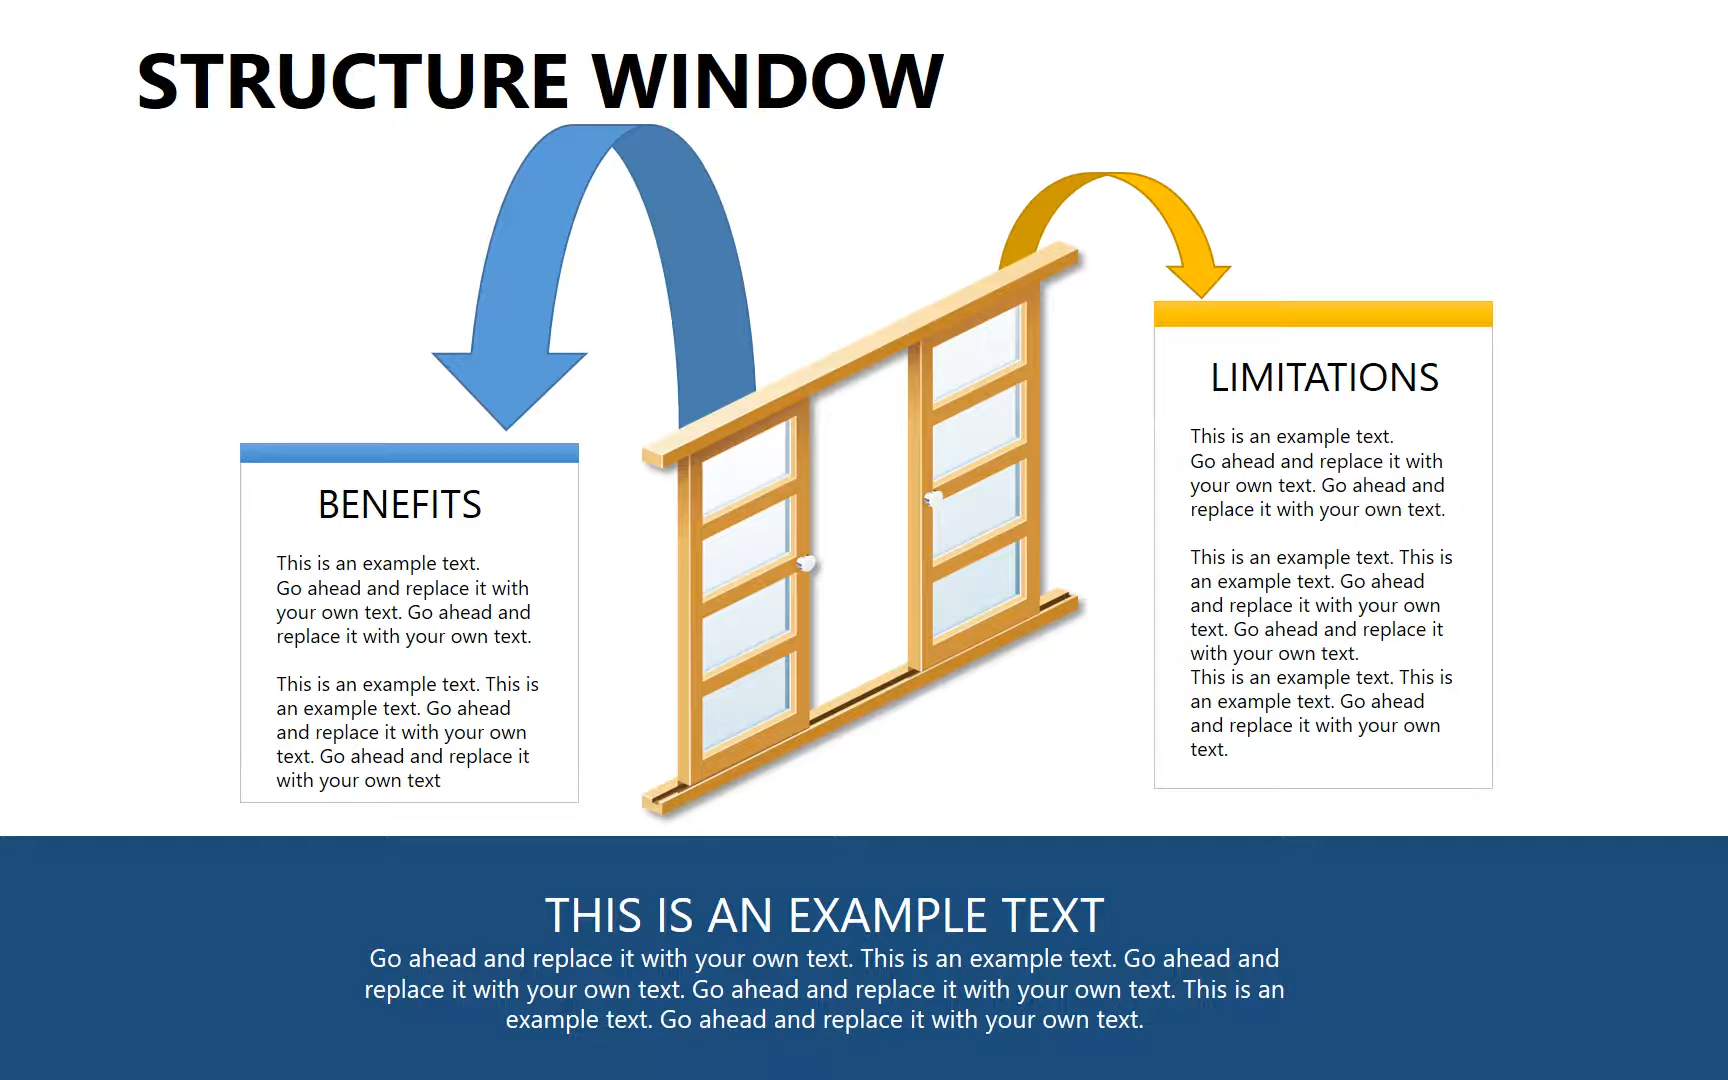 STRUCTURE WINDOW
BENEFITS
This is an example text.
Go ahead and replace it with
your own text. Go ahead and
replace it with your own text.
This is an example text. This is
an example text. Go ahead
and replace it with your own
text. Go ahead and replace it
with your own text
LIMITATIONS
This is an example text.
Go ahead and replace it with
your own text. Go ahead and
replace it with your own text.
This is an example text. This is
an example text. Go ahead
and replace it with your own
text. Go ahead and replace it
with your own text.
This is an example text. This is
an example text. Go ahead
and replace it with your own
text.
THIS IS AN EXAMPLE TEXT
Go ahead and replace it with your own text. This is an example text. Go ahead and
replace it with your own text. Go ahead and replace it with your own text. This is an
example text. Go ahead and replace it with your own text.